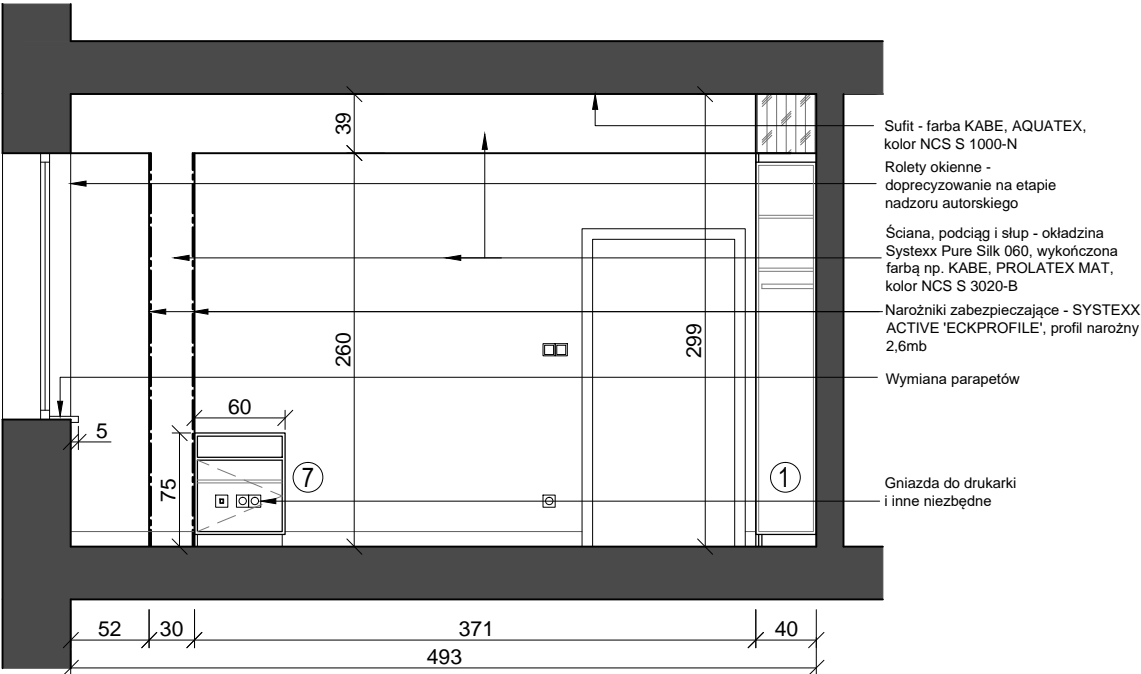 39
Sufit - farba KABE, AQUATEX,
kolor NCS S 1000-N
Rolety okienne -
doprecyzowanie na etapie
nadzoru autorskiego
Ściana, podciąg i słup - okładzina
Systexx Pure Silk 060, wykończona
farbą np. KABE, PROLATEX MAT,
kolor NCS S 3020-B
Narożniki zabezpieczające - SYSTEXX
ACTIVE 'ECKPROFILE', profil narożny
2,6mb
260
299
Wymiana parapetów
60
5
75
7
1
Gniazda do drukarki
i inne niezbędne
52
30
371
40
493